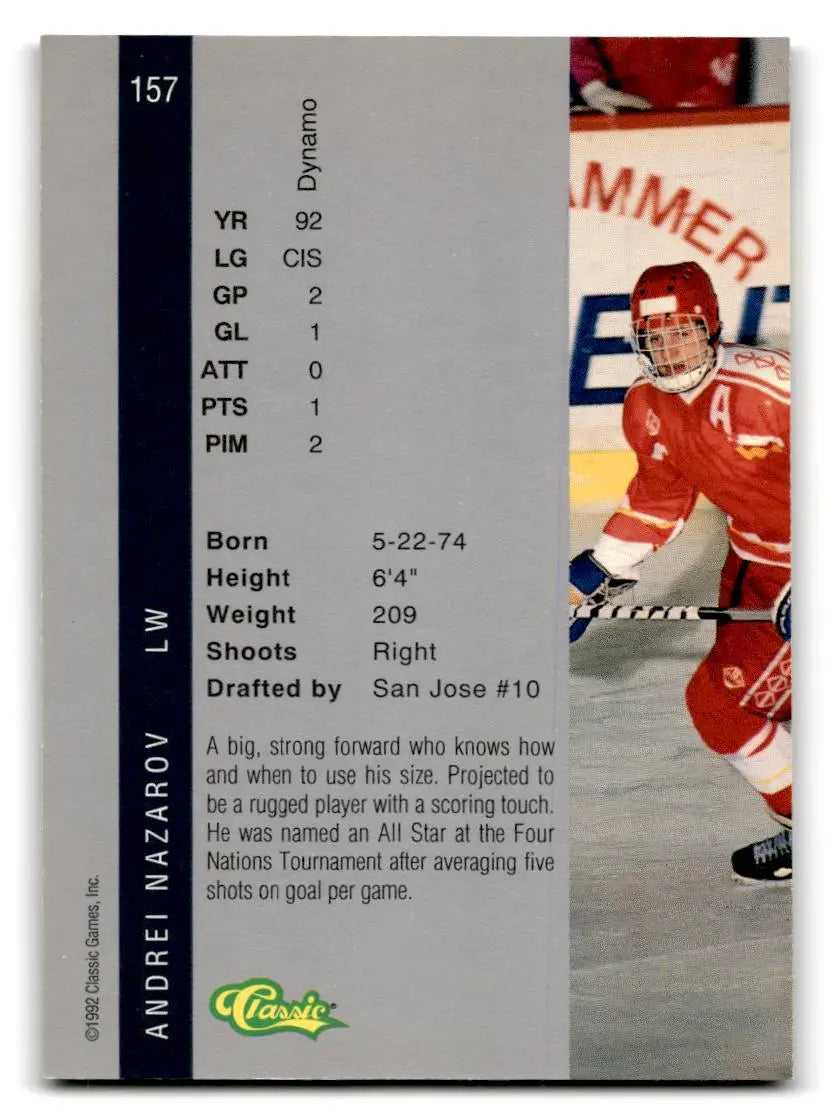 157
Dynamo
YR 92
LG CIS
GP 2
GL 1
ATT 0
PTS 1
PIM 2
Born 5-22-74
Height 6'4"
Weight 209
Shoots Right
Drafted by San Jose #10
A big, strong forward who knows how
and when to use his size. Projected to
be a rugged player with a scoring touch.
He was named an All Star at the Four
Nations Tournament after averaging five
shots on goal per game.
Classic
ANDREI NAZAROV LW
©1992 Classic Games, Inc.
AMMER
A